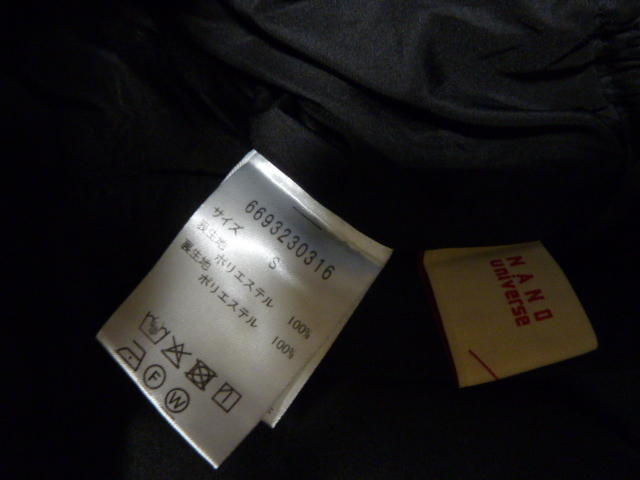 6693230316
サイズ S
表生地 ポリエステル 100%
裏生地 ポリエステル 100%
F W
NANO
universe